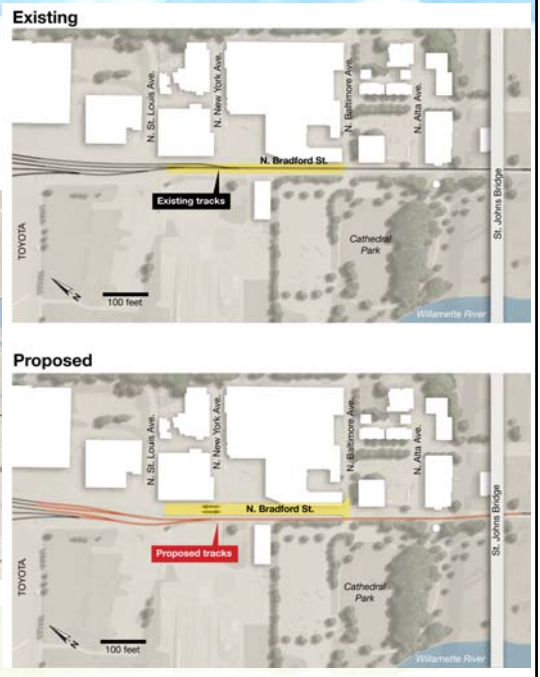 Existing
N. St. Louis Ave.
N. New York Ave.
N. Baltimore Ave.
N. Alta Ave.
N. Bradford St.
Existing tracks
TOYOTA
St. Johns Bridge
Cathedral
Park
N
100 feet
Willamette River
Proposed
N. St. Louis Ave.
N. New York Ave.
N. Baltimore Ave.
N. Alta Ave.
N. Bradford St.
Proposed tracks
TOYOTA
St. Johns Bridge
Cathedral
Park
N
100 feet
Willamette River